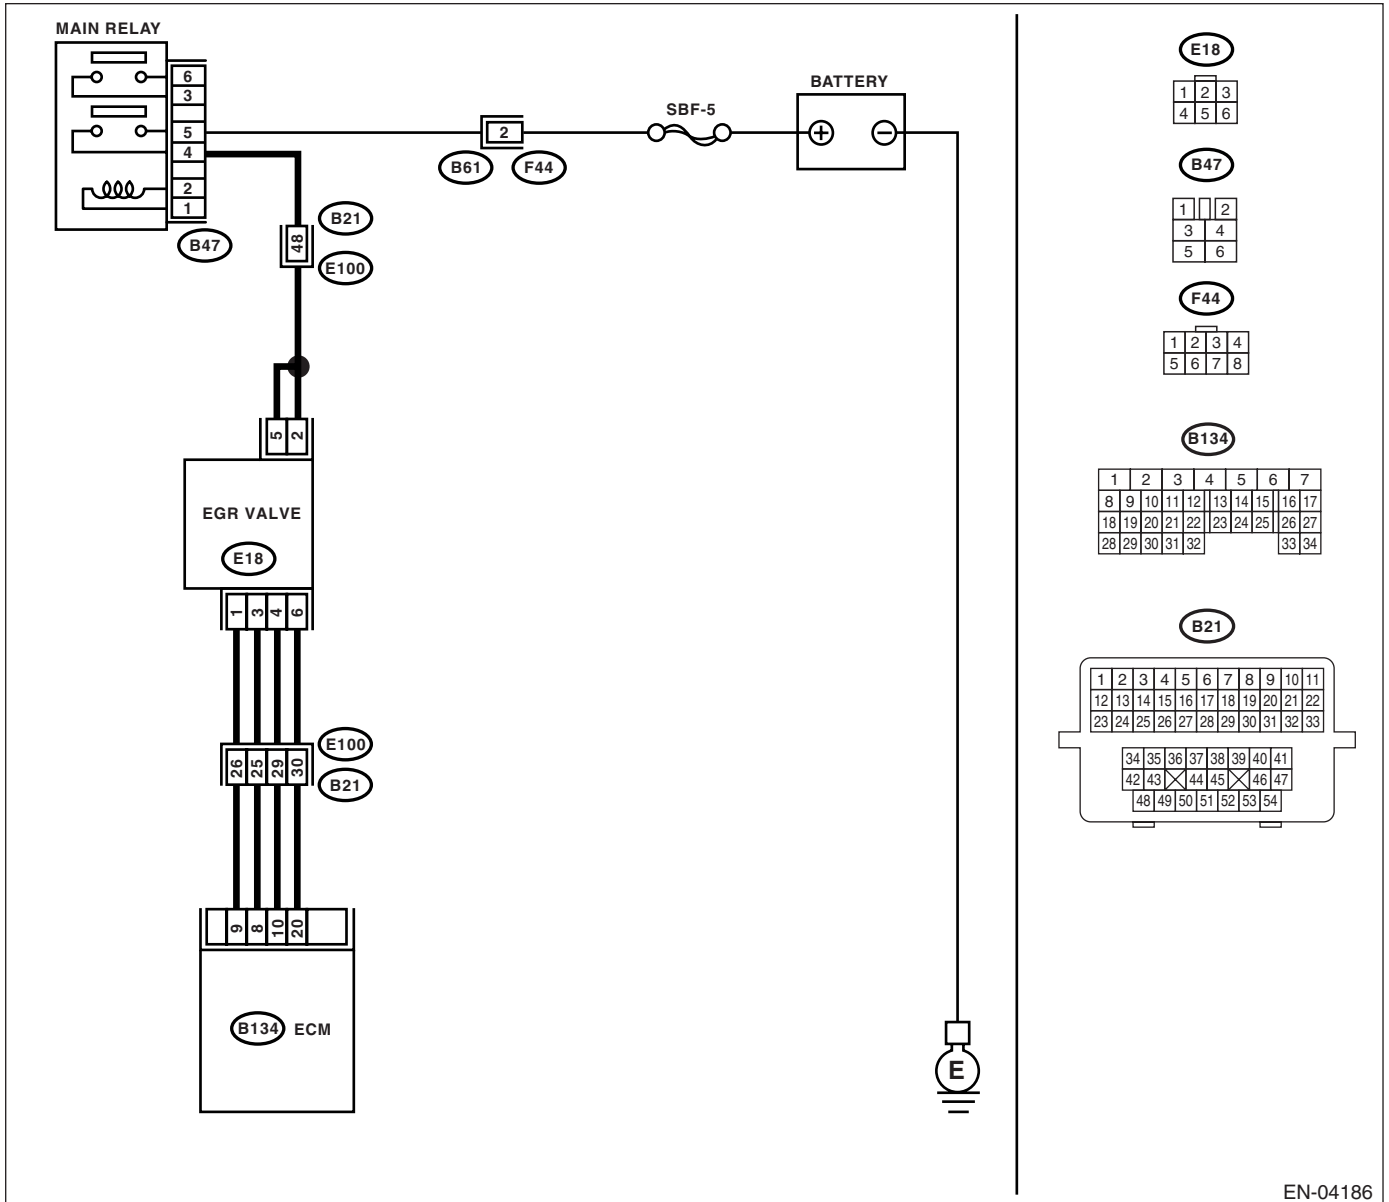 MAIN RELAY
6
3
5
4
2
1
B47
2
B61 F44
SBF-5
BATTERY
+ −
48
B21
E100
5 2
EGR VALVE
E18
1 3 4 6
E100
26 25 29 30
B21
9 8 10 20
B134 ECM
E
E18
1 2 3
4 5 6
B47
1 2
3 4
5 6
F44
1 2 3 4
5 6 7 8
B134
1 2 3 4 5 6 7
8 9 10 11 12 13 14 15 16 17
18 19 20 21 22 23 24 25 26 27
28 29 30 31 32 33 34
B21
1 2 3 4 5 6 7 8 9 10 11
12 13 14 15 16 17 18 19 20 21 22
23 24 25 26 27 28 29 30 31 32 33
34 35 36 37 38 39 40 41
42 43 44 45 46 47
48 49 50 51 52 53 54
EN-04186